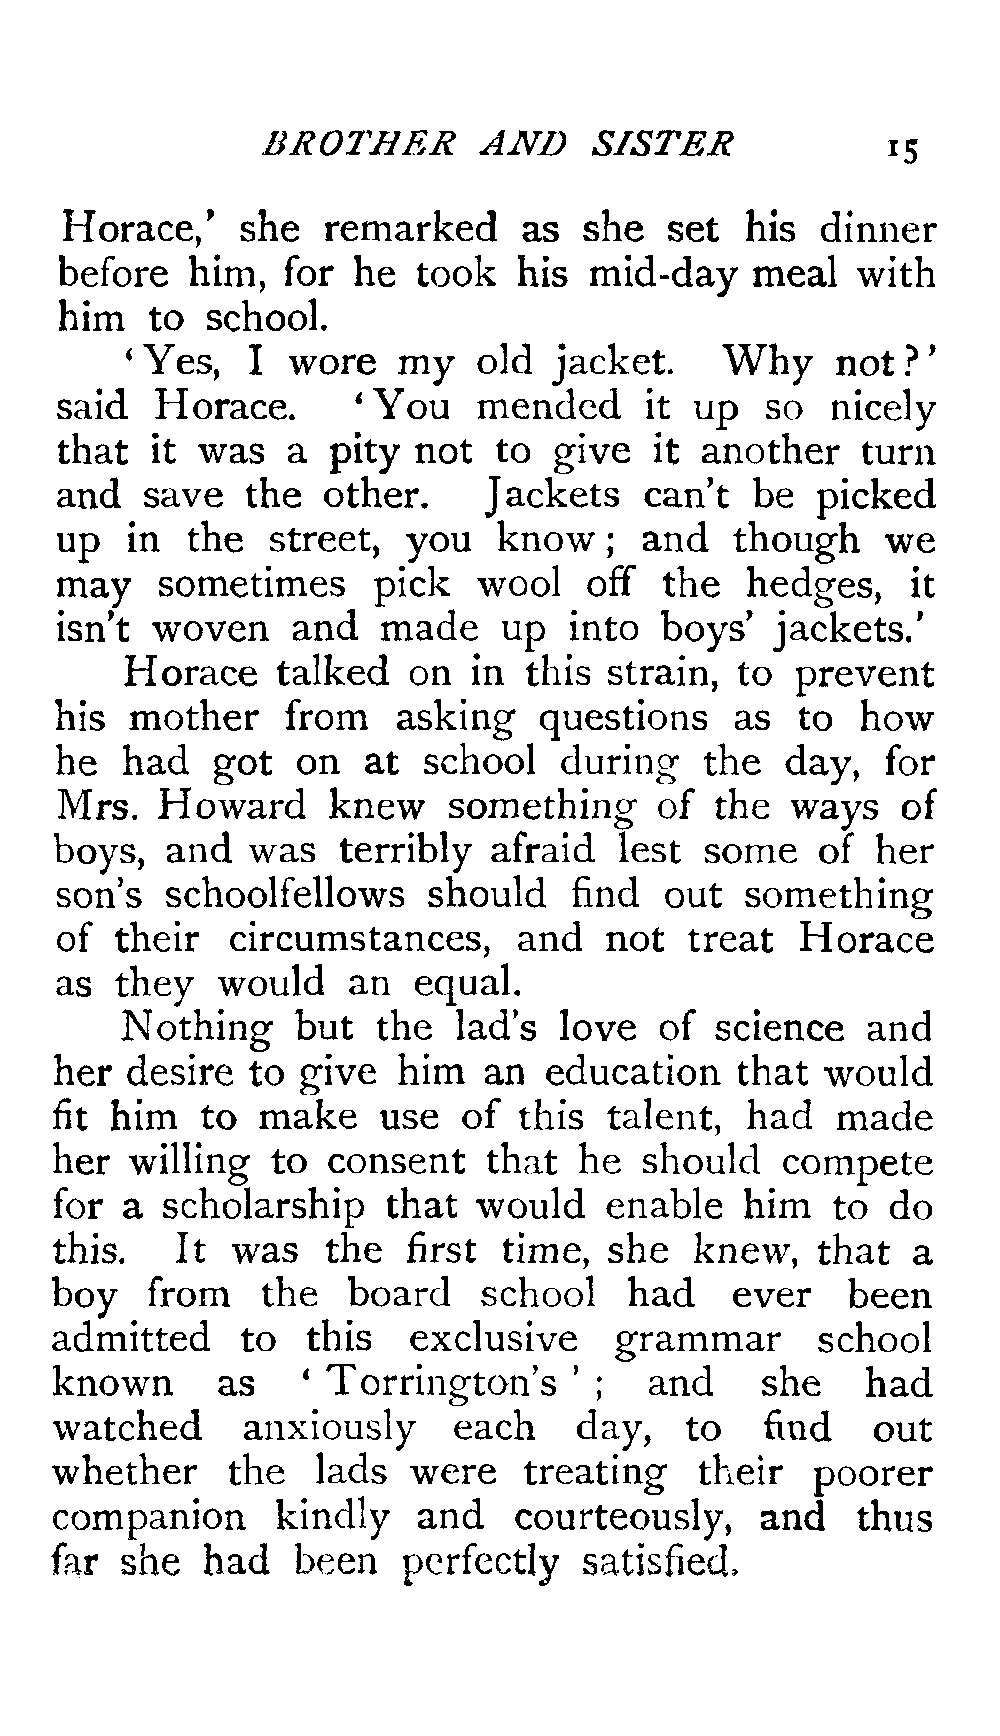 BROTHER AND SISTER 15
Horace,' she remarked as she set his dinner
before him, for he took his mid-day meal with
him to school.
'Yes, I wore my old jacket. Why not?'
said Horace. 'You mended it up so nicely
that it was a pity not to give it another turn
and save the other. Jackets can't be picked
up in the street, you know; and though we
may sometimes pick wool off the hedges, it
isn't woven and made up into boys' jackets.'
Horace talked on in this strain, to prevent
his mother from asking questions as to how
he had got on at school during the day, for
Mrs. Howard knew something of the ways of
boys, and was terribly afraid lest some of her
son's schoolfellows should find out something
of their circumstances, and not treat Horace
as they would an equal.
Nothing but the lad's love of science and
her desire to give him an education that would
fit him to make use of this talent, had made
her willing to consent that he should compete
for a scholarship that would enable him to do
this. It was the first time, she knew, that a
boy from the board school had ever been
admitted to this exclusive grammar school
known as 'Torrington's'; and she had
watched anxiously each day, to find out
whether the lads were treating their poorer
companion kindly and courteously, and thus
far she had been perfectly satisfied.